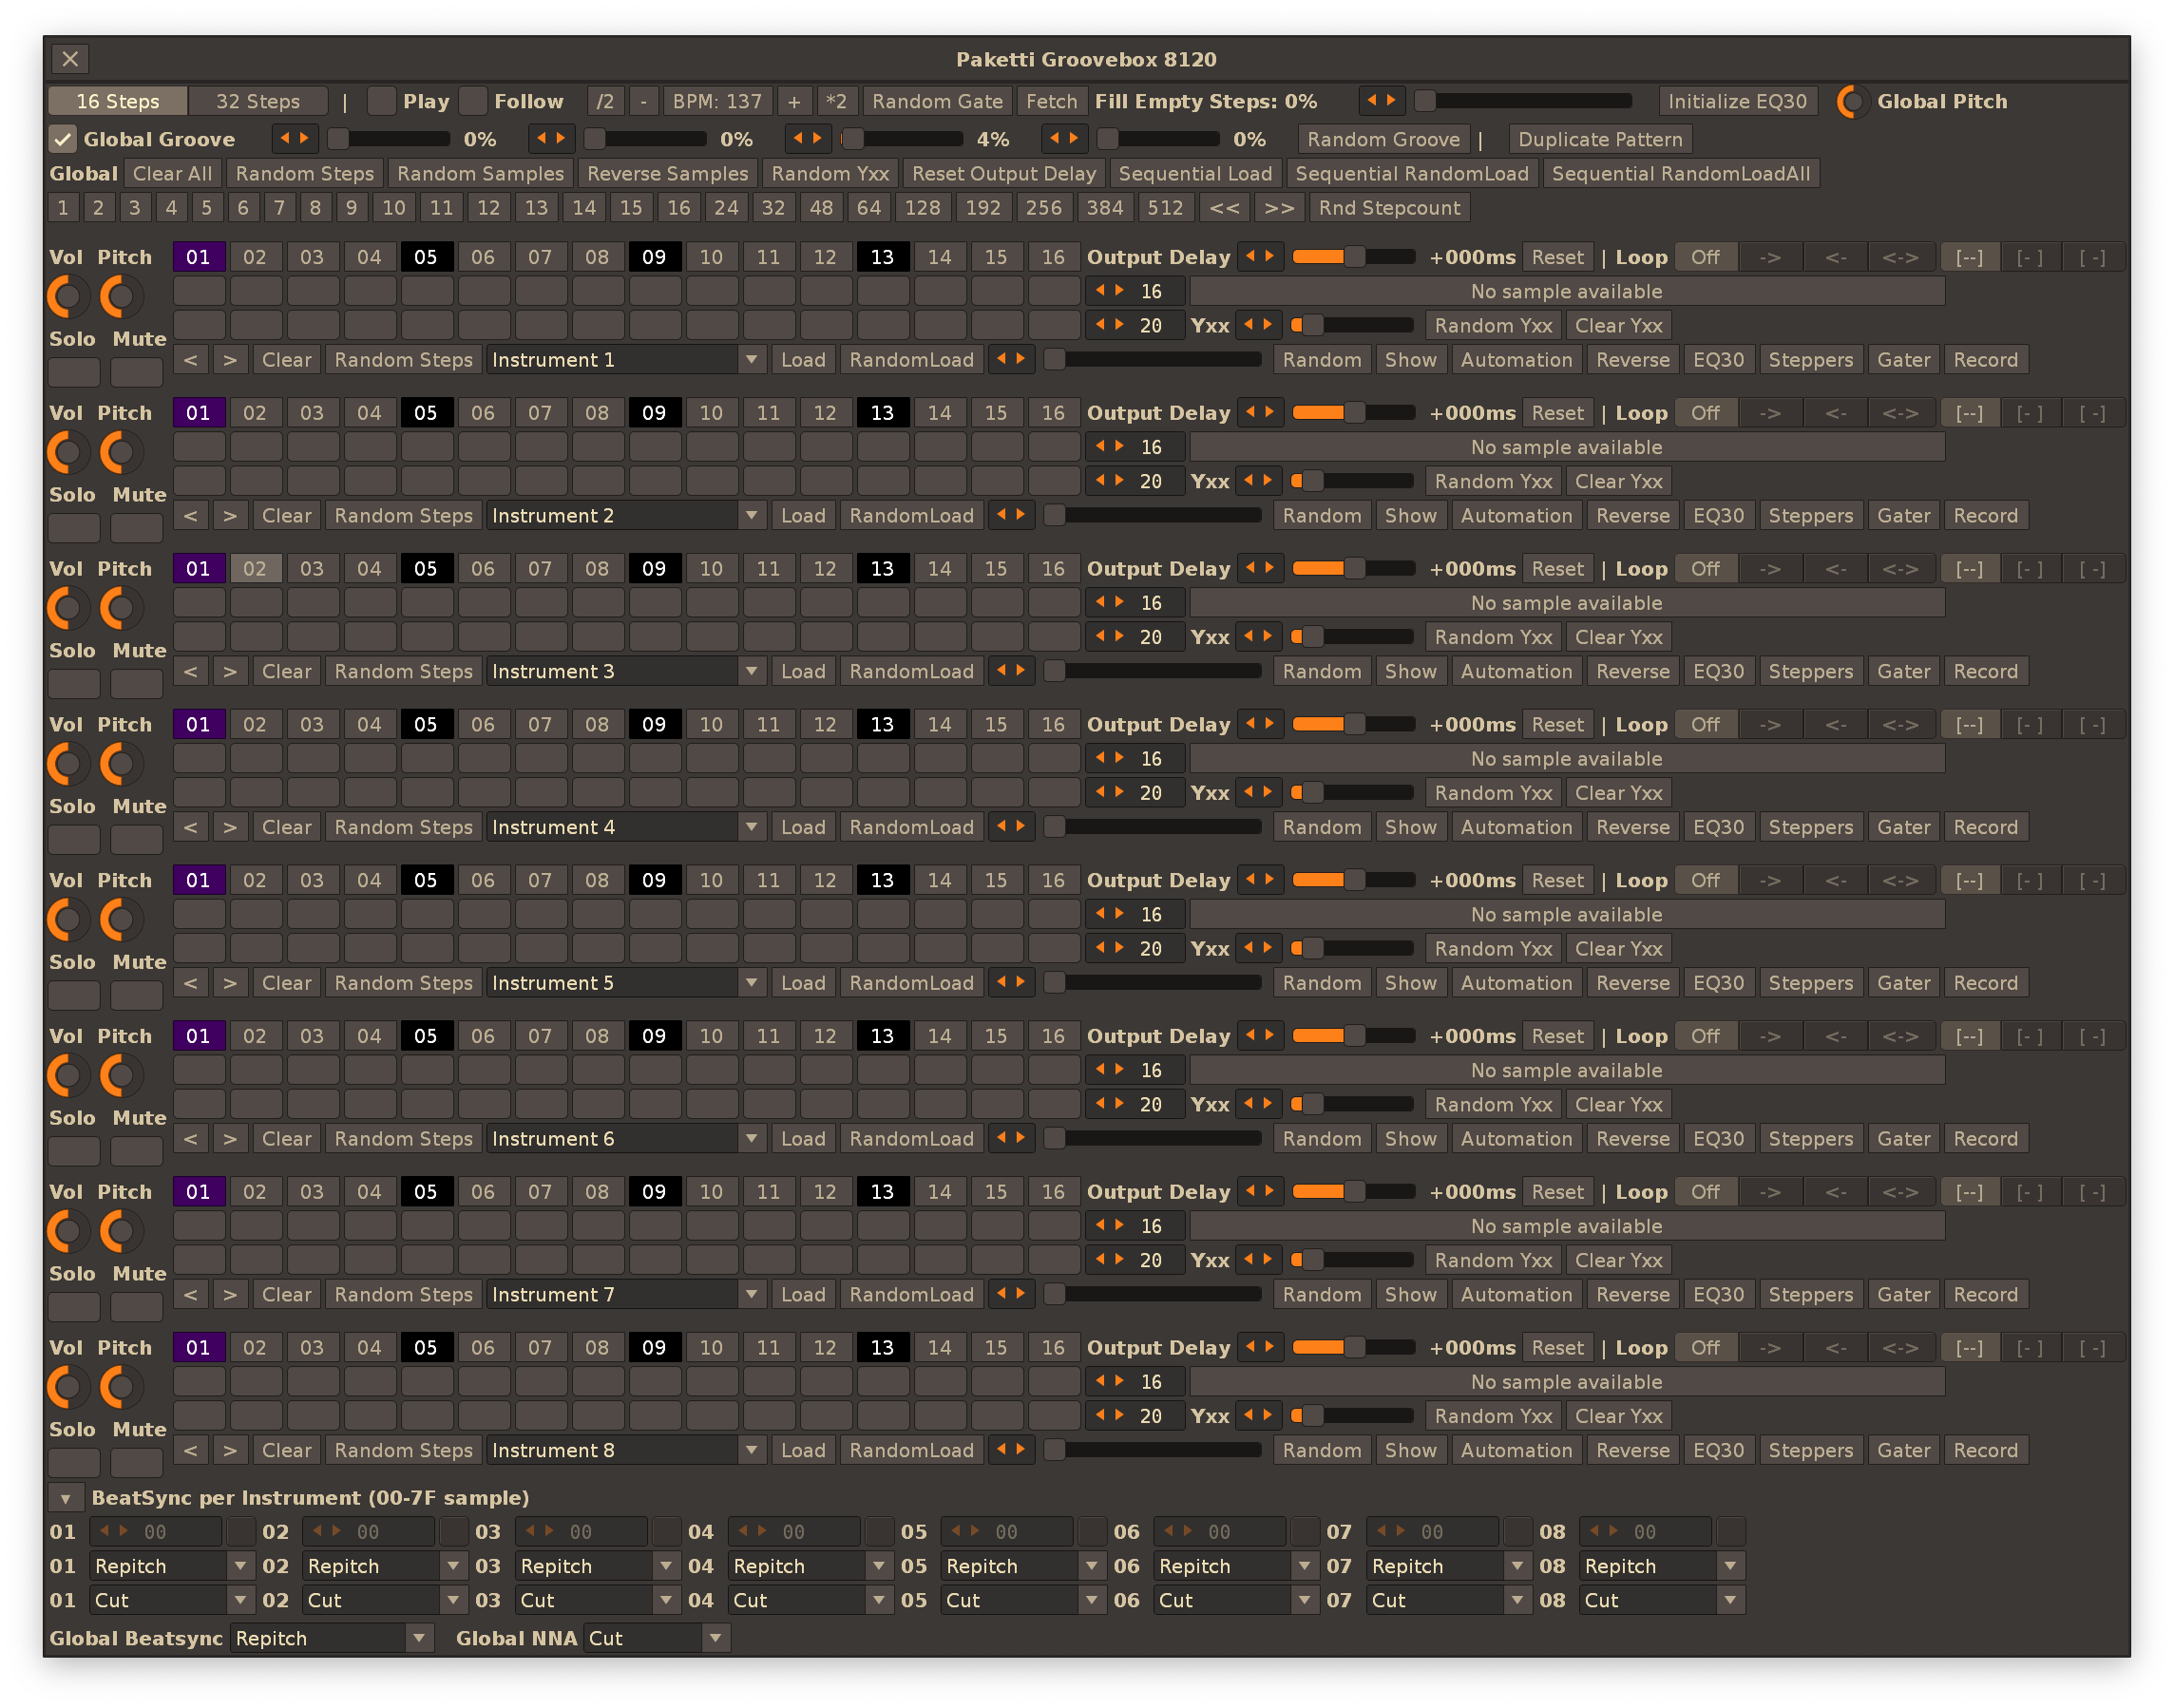 Paketti Groovebox 8120
16 Steps 32 Steps | Play Follow /2 - BPM: 137 + *2 Random Gate Fetch Fill Empty Steps: 0% Initialize EQ30 Global Pitch
Global Groove 0% 0% 4% 0% Random Groove | Duplicate Pattern
Global Clear All Random Steps Random Samples Reverse Samples Random Yxx Reset Output Delay Sequential Load Sequential RandomLoad Sequential RandomLoadAll
1 2 3 4 5 6 7 8 9 10 11 12 13 14 15 16 24 32 48 64 128 192 256 384 512 << >> Rnd Stepcount
Vol Pitch 01 02 03 04 05 06 07 08 09 10 11 12 13 14 15 16 Output Delay +000ms Reset | Loop Off -> <- <-> [--] [- ] [ -]
16 No sample available
20 Yxx Random Yxx Clear Yxx
Solo Mute
< > Clear Random Steps Instrument 1 Load RandomLoad Random Show Automation Reverse EQ30 Steppers Gater Record
Vol Pitch 01 02 03 04 05 06 07 08 09 10 11 12 13 14 15 16 Output Delay +000ms Reset | Loop Off -> <- <-> [--] [- ] [ -]
16 No sample available
20 Yxx Random Yxx Clear Yxx
Solo Mute
< > Clear Random Steps Instrument 2 Load RandomLoad Random Show Automation Reverse EQ30 Steppers Gater Record
Vol Pitch 01 02 03 04 05 06 07 08 09 10 11 12 13 14 15 16 Output Delay +000ms Reset | Loop Off -> <- <-> [--] [- ] [ -]
16 No sample available
20 Yxx Random Yxx Clear Yxx
Solo Mute
< > Clear Random Steps Instrument 3 Load RandomLoad Random Show Automation Reverse EQ30 Steppers Gater Record
Vol Pitch 01 02 03 04 05 06 07 08 09 10 11 12 13 14 15 16 Output Delay +000ms Reset | Loop Off -> <- <-> [--] [- ] [ -]
16 No sample available
20 Yxx Random Yxx Clear Yxx
Solo Mute
< > Clear Random Steps Instrument 4 Load RandomLoad Random Show Automation Reverse EQ30 Steppers Gater Record
Vol Pitch 01 02 03 04 05 06 07 08 09 10 11 12 13 14 15 16 Output Delay +000ms Reset | Loop Off -> <- <-> [--] [- ] [ -]
16 No sample available
20 Yxx Random Yxx Clear Yxx
Solo Mute
< > Clear Random Steps Instrument 5 Load RandomLoad Random Show Automation Reverse EQ30 Steppers Gater Record
Vol Pitch 01 02 03 04 05 06 07 08 09 10 11 12 13 14 15 16 Output Delay +000ms Reset | Loop Off -> <- <-> [--] [- ] [ -]
16 No sample available
20 Yxx Random Yxx Clear Yxx
Solo Mute
< > Clear Random Steps Instrument 6 Load RandomLoad Random Show Automation Reverse EQ30 Steppers Gater Record
Vol Pitch 01 02 03 04 05 06 07 08 09 10 11 12 13 14 15 16 Output Delay +000ms Reset | Loop Off -> <- <-> [--] [- ] [ -]
16 No sample available
20 Yxx Random Yxx Clear Yxx
Solo Mute
< > Clear Random Steps Instrument 7 Load RandomLoad Random Show Automation Reverse EQ30 Steppers Gater Record
Vol Pitch 01 02 03 04 05 06 07 08 09 10 11 12 13 14 15 16 Output Delay +000ms Reset | Loop Off -> <- <-> [--] [- ] [ -]
16 No sample available
20 Yxx Random Yxx Clear Yxx
Solo Mute
< > Clear Random Steps Instrument 8 Load RandomLoad Random Show Automation Reverse EQ30 Steppers Gater Record
BeatSync per Instrument (00-7F sample)
01 00 02 00 03 00 04 00 05 00 06 00 07 00 08 00
01 Repitch 02 Repitch 03 Repitch 04 Repitch 05 Repitch 06 Repitch 07 Repitch 08 Repitch
01 Cut 02 Cut 03 Cut 04 Cut 05 Cut 06 Cut 07 Cut 08 Cut
Global Beatsync Repitch Global NNA Cut